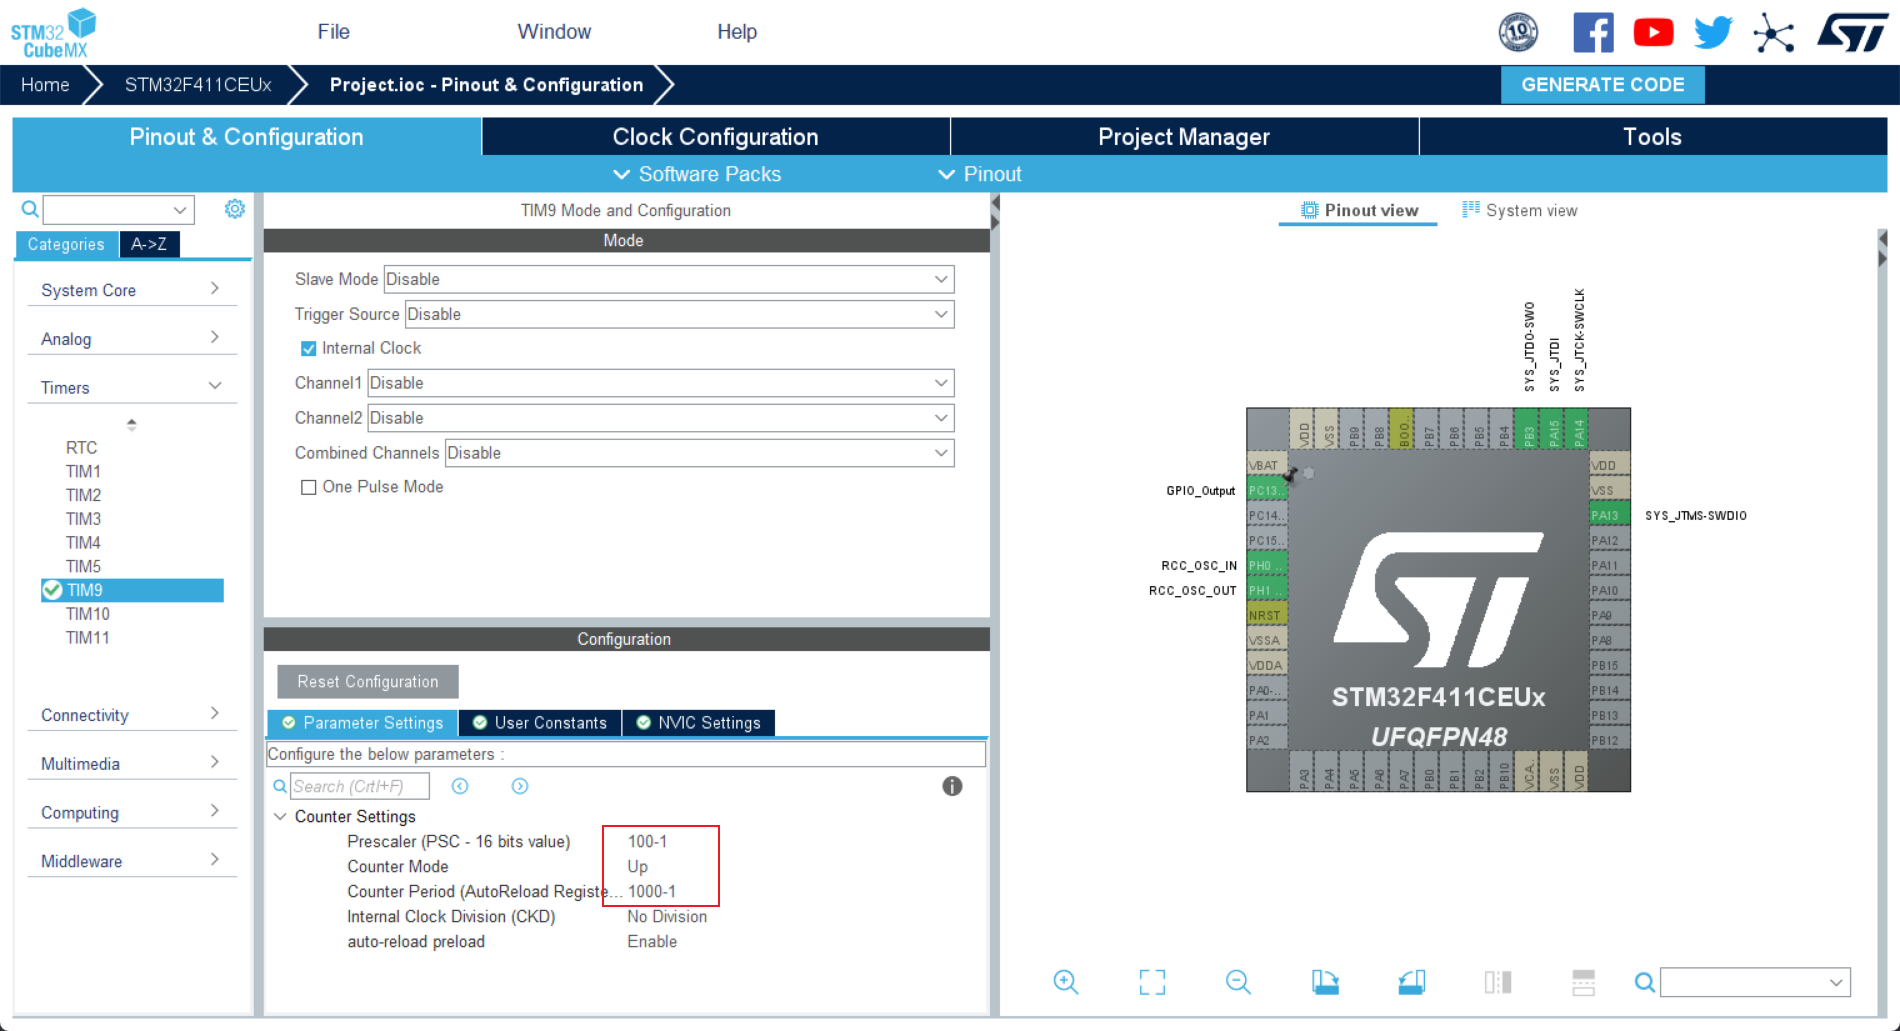 STM32
CubeMX
File
Window
Help
10
Home
STM32F411CEUx
Project.ioc - Pinout & Configuration
GENERATE CODE
Pinout & Configuration
Clock Configuration
Project Manager
Tools
Software Packs
Pinout
Categories
A->Z
System Core
Analog
Timers
RTC
TIM1
TIM2
TIM3
TIM4
TIM5
TIM9
TIM10
TIM11
Connectivity
Multimedia
Computing
Middleware
TIM9 Mode and Configuration
Mode
Slave Mode Disable
Trigger Source Disable
Internal Clock
Channel1 Disable
Channel2 Disable
Combined Channels Disable
One Pulse Mode
Configuration
Reset Configuration
Parameter Settings
User Constants
NVIC Settings
Configure the below parameters :
Search (Crtl+F)
Counter Settings
Prescaler (PSC - 16 bits value) 100-1
Counter Mode Up
Counter Period (AutoReload Registe... 1000-1
Internal Clock Division (CKD) No Division
auto-reload preload Enable
Pinout view
System view
SYS_JTDO-SWO
SYS_JTDI
SYS_JTCK-SWCLK
VDD
VSS
PB9
PB8
BOO..
PB7
PB6
PB5
PB4
PB3
PA15
PA14
VBAT
GPIO_Output PC13..
PC14..
PC15..
RCC_OSC_IN PH0 ..
RCC_OSC_OUT PH1 ..
NRST
VSSA
VDDA
PA0-..
PA1
PA2
VDD
VSS
PA13 SYS_JTMS-SWDIO
PA12
PA11
PA10
PA9
PA8
PB15
PB14
PB13
PB12
ST
STM32F411CEUx
UFQFPN48
PA3
PA4
PA5
PA6
PA7
PB0
PB1
PB2
PB10
VCA..
VSS
VDD